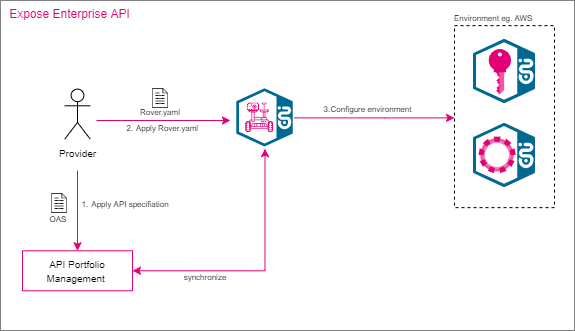 Expose Enterprise API
Environment eg. AWS
Rover.yaml
2. Apply Rover.yaml
3.Configure environment
Provider
1. Apply API specifiation
OAS
API Portfolio
Management
synchronize